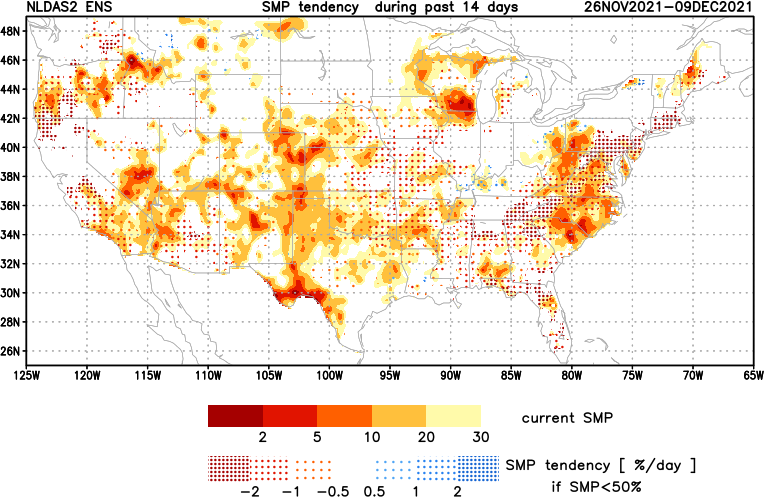 NLDAS2 ENS SMP tendency during past 14 days 26NOV2021-09DEC2021
48N
46N
44N
42N
40N
38N
36N
34N
32N
30N
28N
26N
125W 120W 115W 110W 105W 100W 95W 90W 85W 80W 75W 70W 65W
current SMP
2 5 10 20 30
SMP tendency [ %/day ]
if SMP<50%
-2 -1 -0.5 0.5 1 2